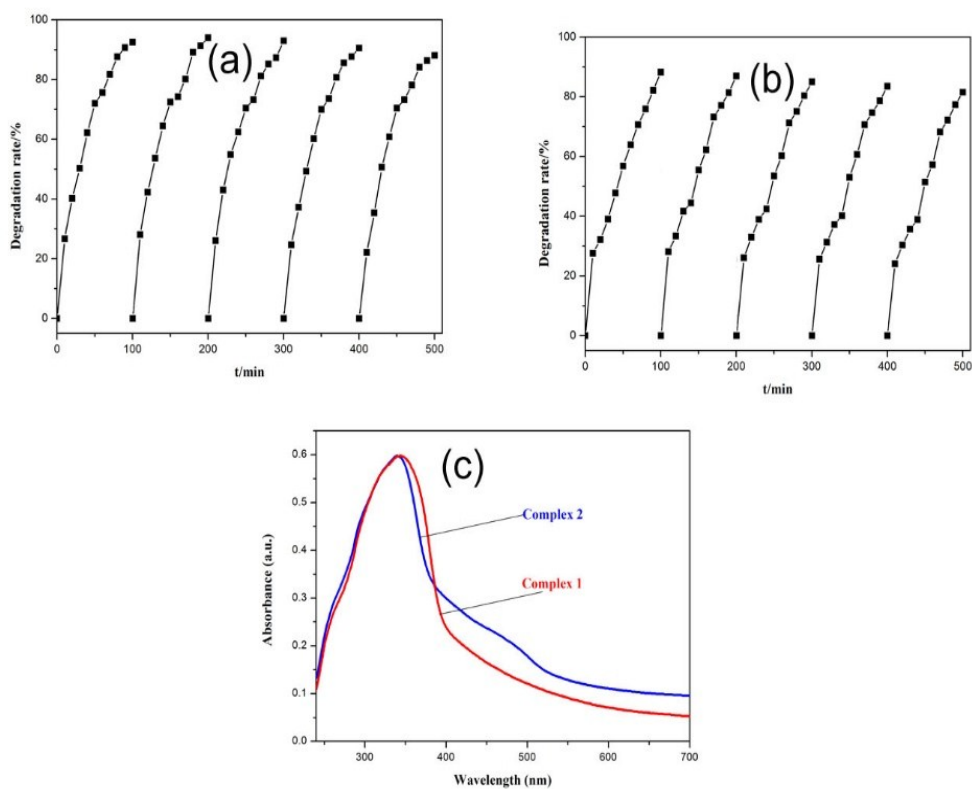 (a)
Degradation rate/%
100
80
60
40
20
0
0 100 200 300 400 500
t/min
(b)
Degradation rate/%
100
80
60
40
20
0
0 100 200 300 400 500
t/min
(c)
Absorbance (a.u.)
0.6
0.5
0.4
0.3
0.2
0.1
0.0
Complex 2
Complex 1
300 400 500 600 700
Wavelength (nm)